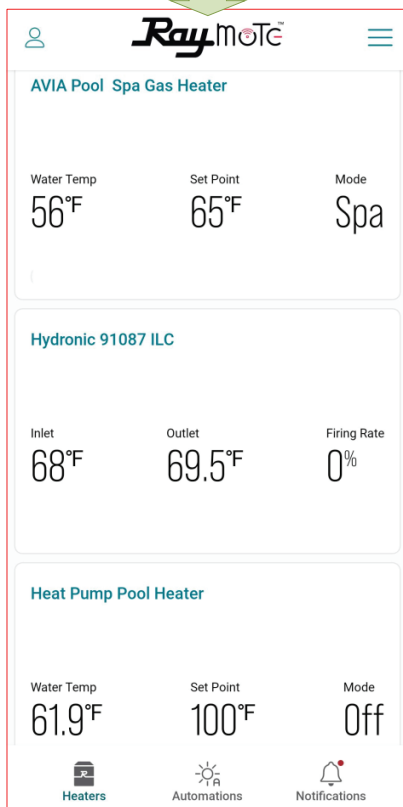 Raymote™
AVIA Pool Spa Gas Heater
Water Temp Set Point Mode
56°F 65°F Spa
Hydronic 91087 ILC
Inlet Outlet Firing Rate
68°F 69.5°F 0%
Heat Pump Pool Heater
Water Temp Set Point Mode
61.9°F 100°F Off
Heaters Automations Notifications